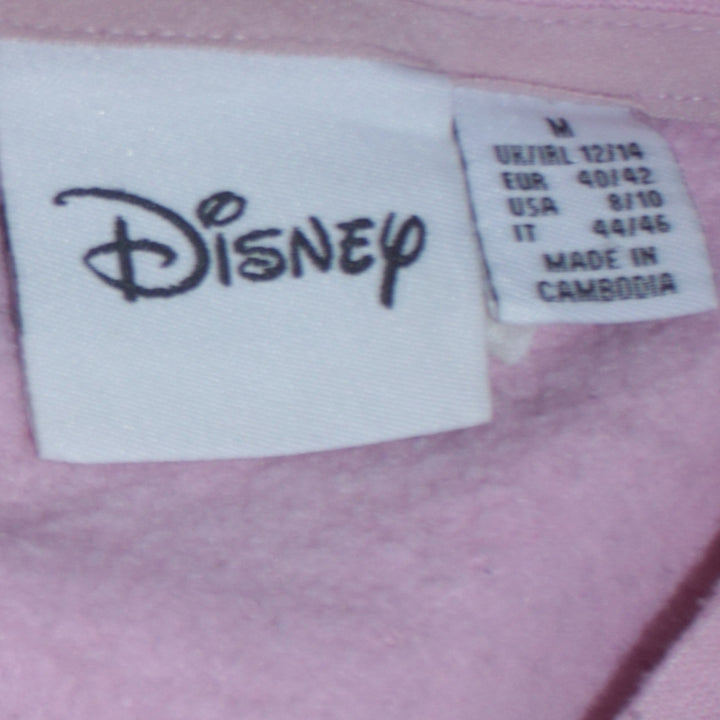 DISNEY
M
UK/IRL 12/14
EUR 40/42
USA 8/10
IT 44/46
MADE IN
CAMBODIA